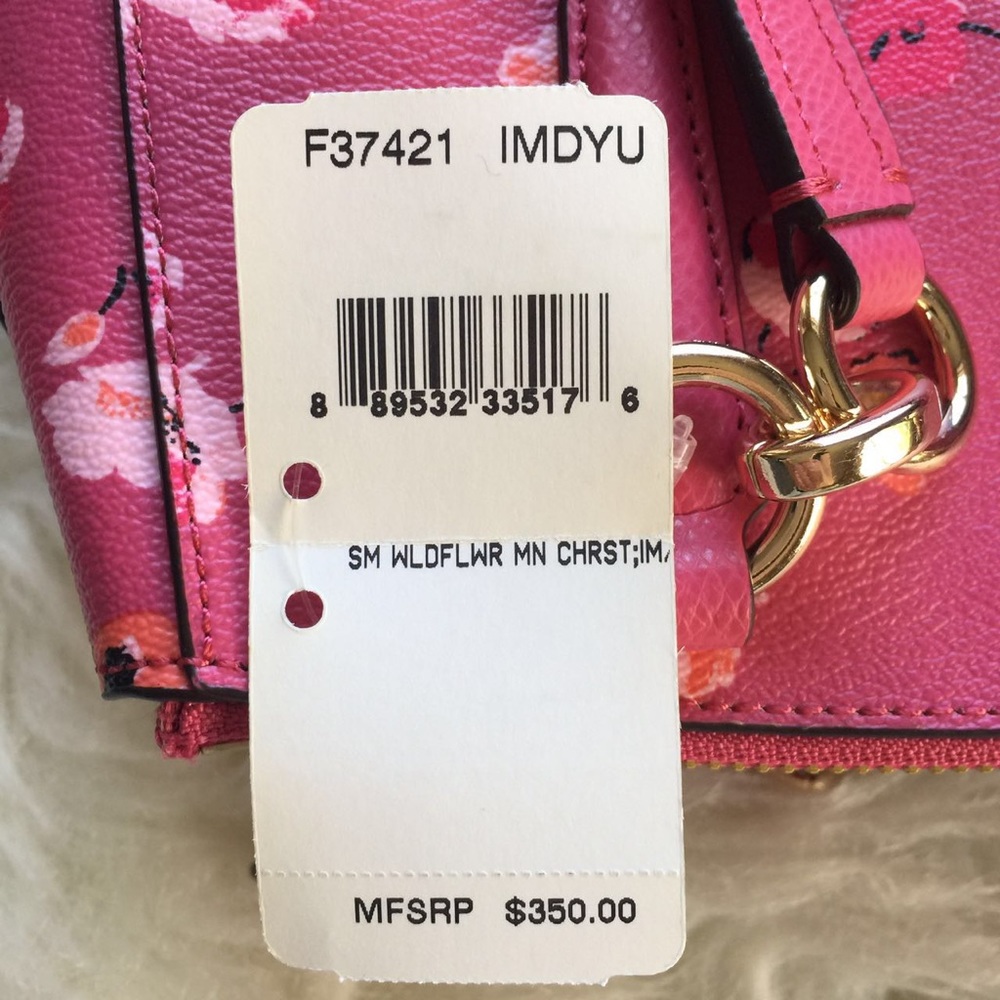 F37421 IMDYU
8 89532 33517 6
SM WLDFLWR MN CHRST;IM
MFSRP $350.00